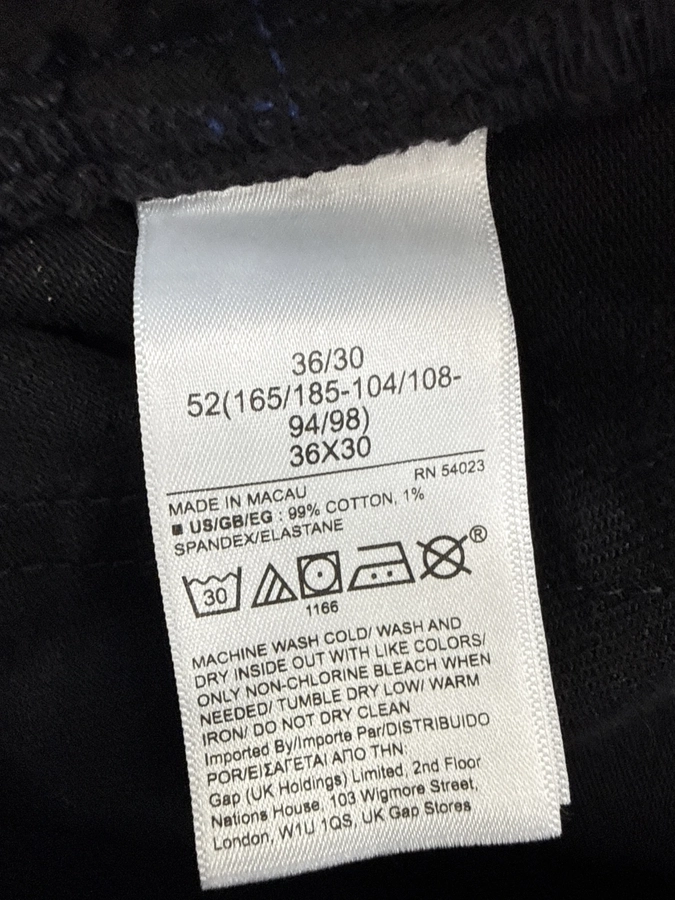 36/30
52(165/185-104/108-
94/98)
36X30
RN 54023
MADE IN MACAU
■ US/GB/EG : 99% COTTON, 1%
SPANDEX/ELASTANE
30
®
1166
MACHINE WASH COLD/ WASH AND
DRY INSIDE OUT WITH LIKE COLORS/
ONLY NON-CHLORINE BLEACH WHEN
NEEDED/ TUMBLE DRY LOW/ WARM
IRON/ DO NOT DRY CLEAN
Imported By/Importe Par/DISTRIBUIDO
POR/ΕΙΣΑΓΕΤΑΙ ΑΠΟ ΤΗΝ:
Gap (UK Holdings) Limited, 2nd Floor
Nations House, 103 Wigmore Street,
London, W1U 1QS, UK Gap Stores